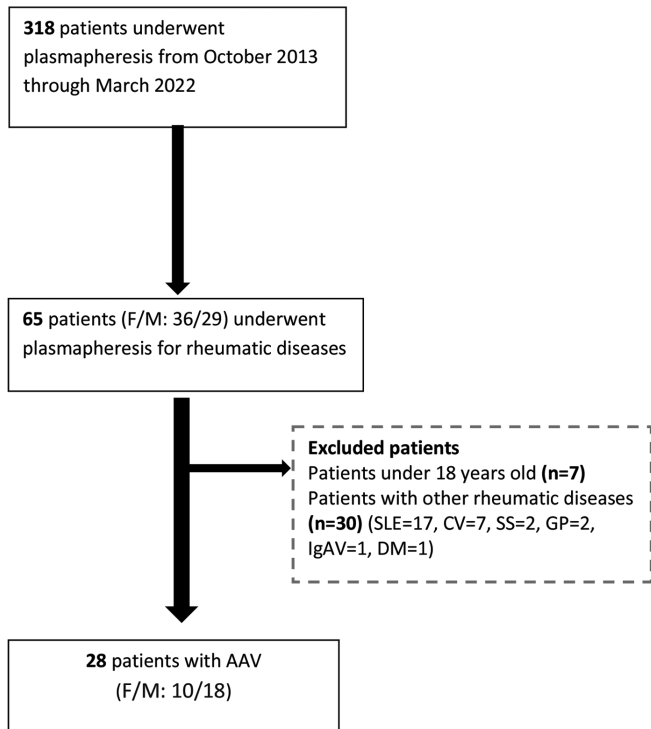 318 patients underwent
plasmapheresis from October 2013
through March 2022
65 patients (F/M: 36/29) underwent
plasmapheresis for rheumatic diseases
Excluded patients
Patients under 18 years old (n=7)
Patients with other rheumatic diseases
(n=30) (SLE=17, CV=7, SS=2, GP=2,
IgAV=1, DM=1)
28 patients with AAV
(F/M: 10/18)